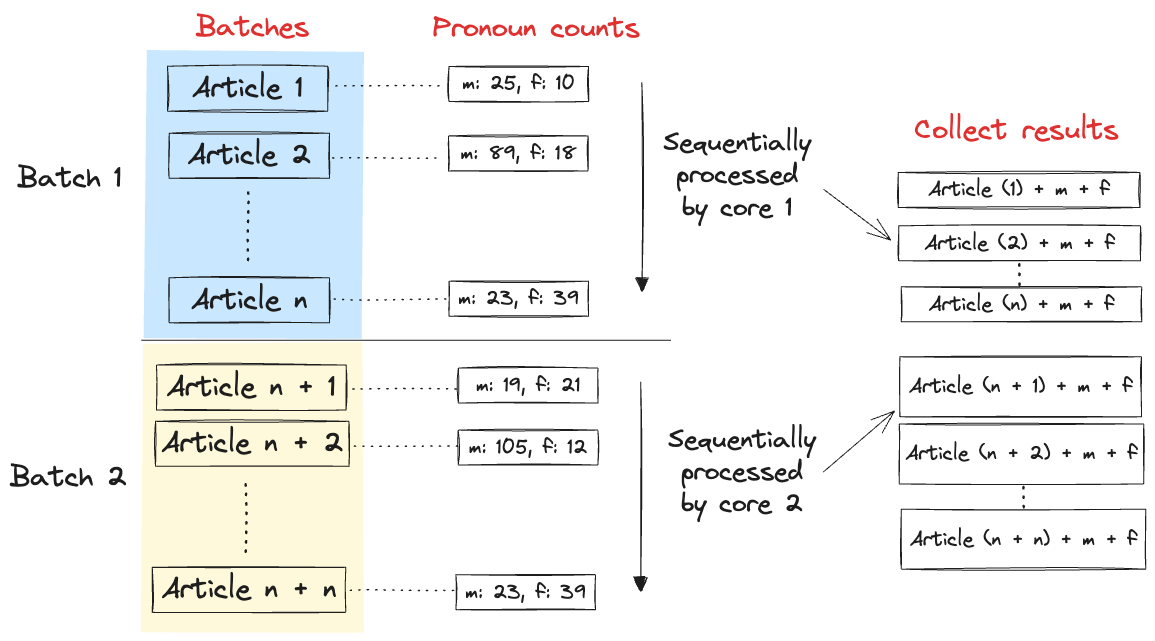 Batches
Pronoun counts
Article 1
m: 25, f: 10
Article 2
m: 89, f: 18
Batch 1
Article n
m: 23, f: 39
Sequentially
processed
by core 1
Article n + 1
m: 19, f: 21
Article n + 2
m: 105, f: 12
Batch 2
Article n + n
m: 23, f: 39
Sequentially
processed
by core 2
Collect results
Article (1) + m + f
Article (2) + m + f
Article (n) + m + f
Article (n + 1) + m + f
Article (n + 2) + m + f
Article (n + n) + m + f